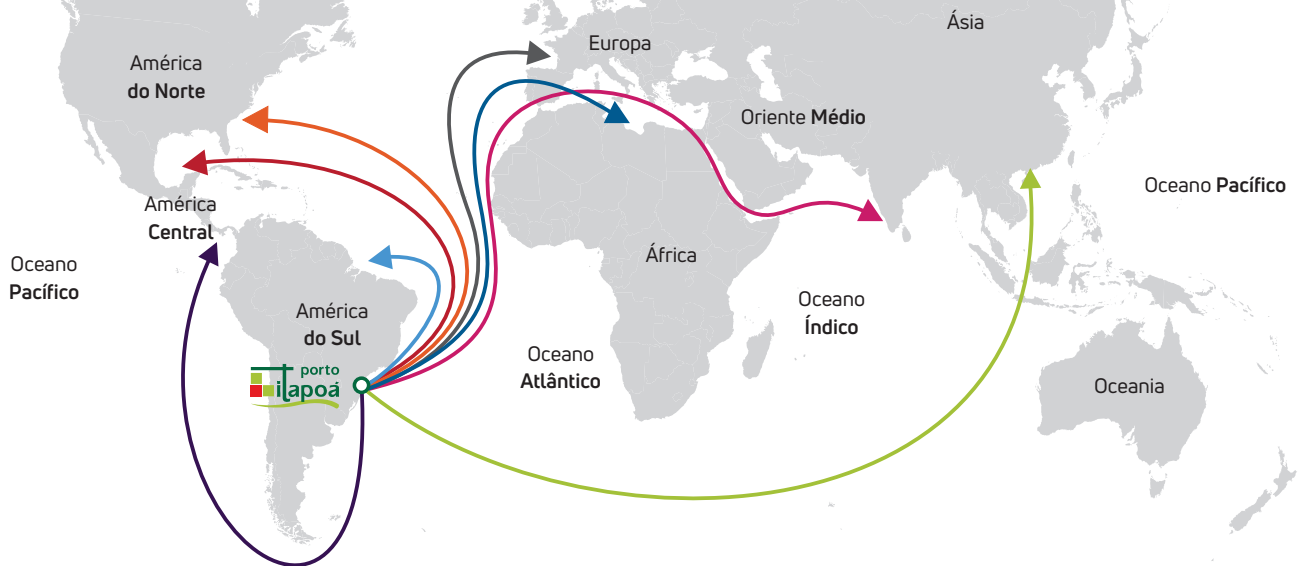 Ásia
Europa
América
do Norte
Oriente Médio
Oceano Pacífico
América
Central
África
Oceano
Pacífico
Oceano
Índico
América
do Sul
Oceano
Atlântico
porto
itapoá
Oceania